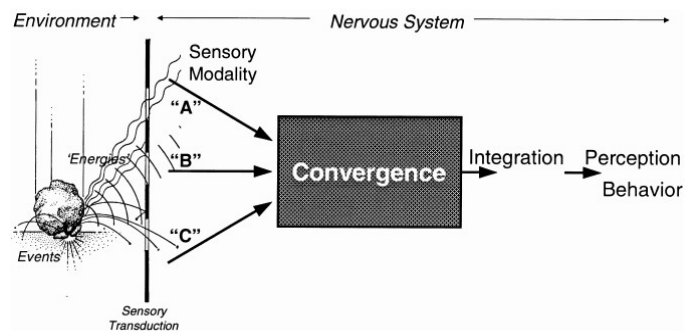 Environment
Nervous System
Sensory
Modality
"A"
'Energies'
"B"
Convergence
Integration
Perception
Behavior
"C"
Events
Sensory
Transduction